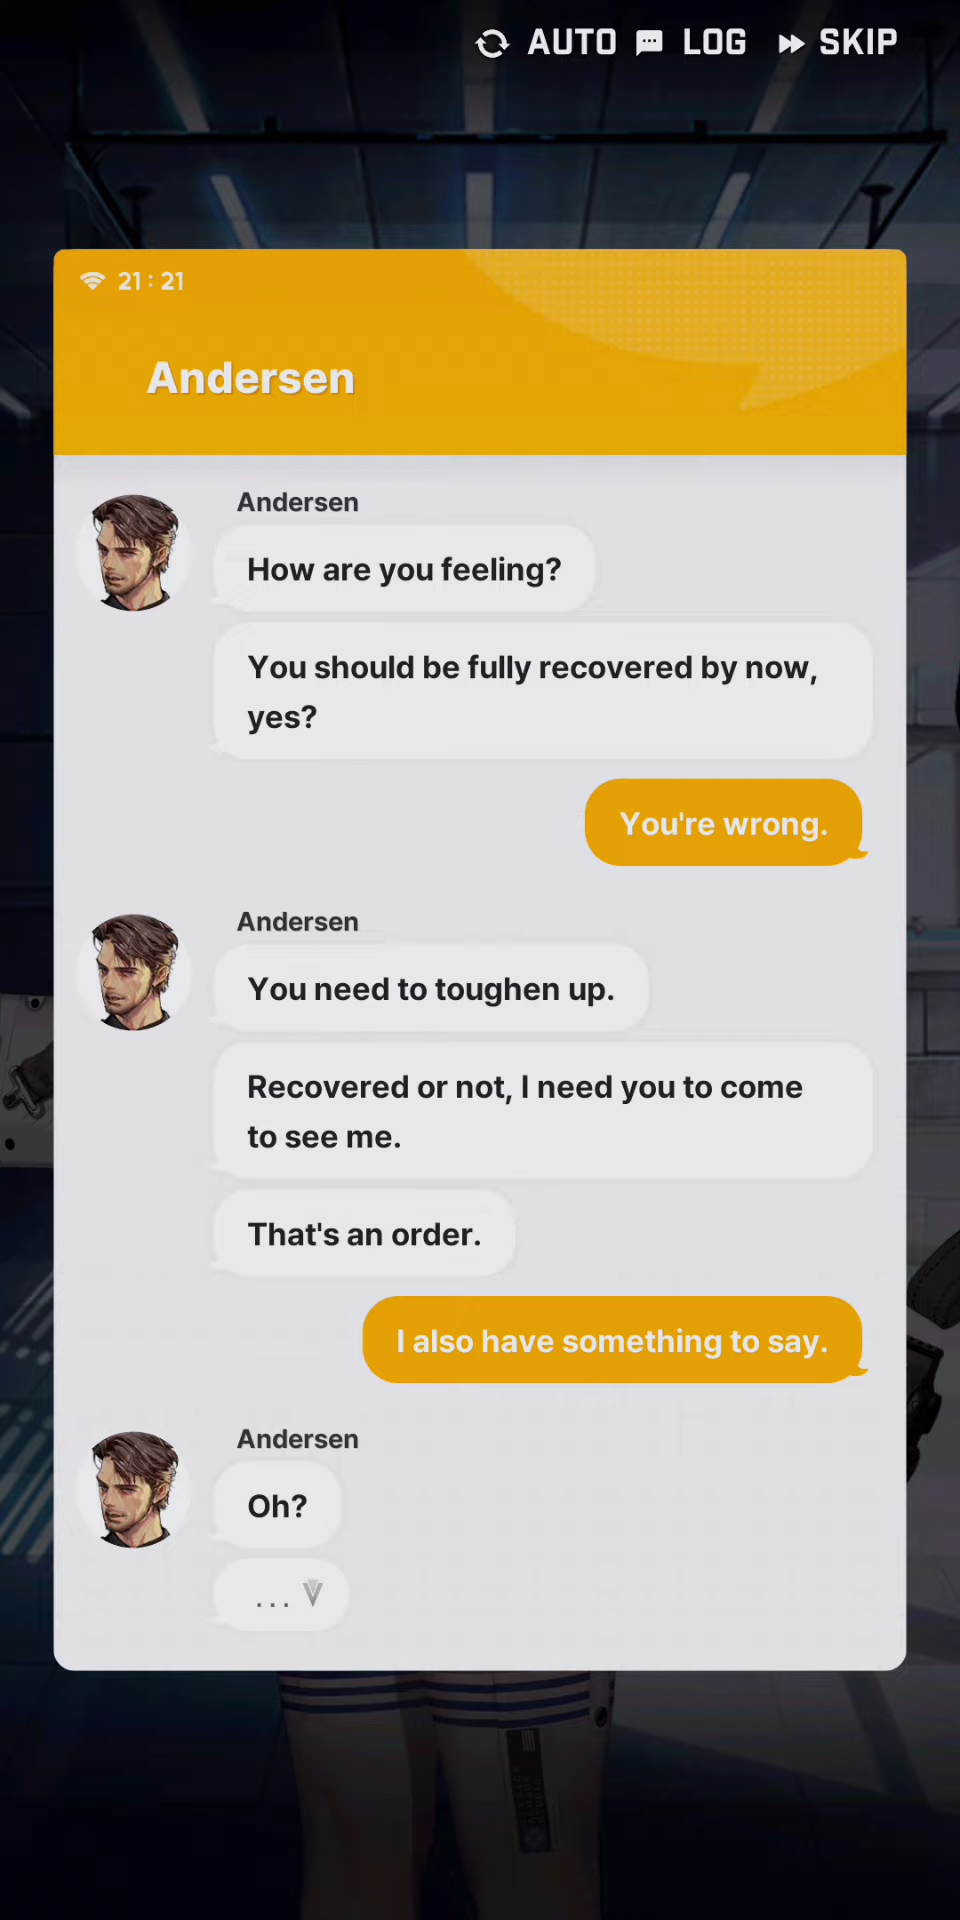 AUTO LOG SKIP
21 : 21
Andersen
Andersen
How are you feeling?
You should be fully recovered by now,
yes?
You're wrong.
Andersen
You need to toughen up.
Recovered or not, I need you to come
to see me.
That's an order.
I also have something to say.
Andersen
Oh?
...